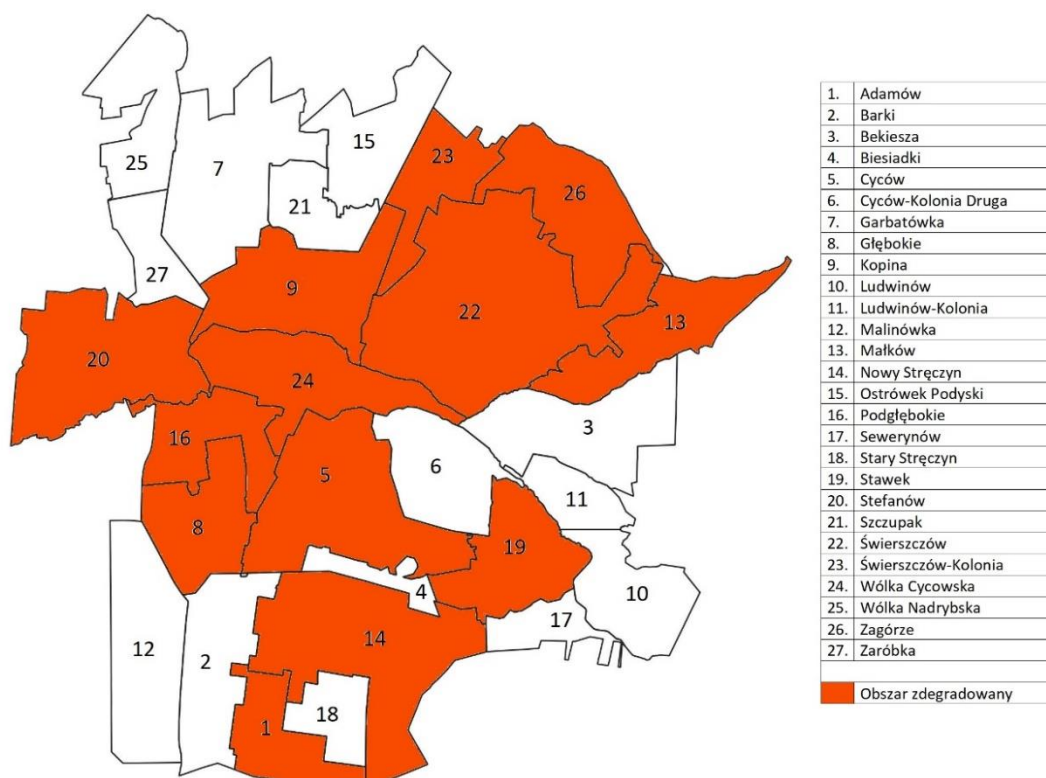 15
23
25
7
26
21
27
9
22
13
20
24
3
16
6
5
11
8
19
4
10
17
14
12
2
18
1
1. Adamów
2. Barki
3. Bekiesza
4. Biesiadki
5. Cyców
6. Cyców-Kolonia Druga
7. Garbatówka
8. Głębokie
9. Kopina
10. Ludwinów
11. Ludwinów-Kolonia
12. Malinówka
13. Małków
14. Nowy Stręczyn
15. Ostrówek Podyski
16. Podgłębokie
17. Sewerynów
18. Stary Stręczyn
19. Stawek
20. Stefanów
21. Szczupak
22. Świerszczów
23. Świerszczów-Kolonia
24. Wólka Cycowska
25. Wólka Nadrybska
26. Zagórze
27. Zaróbka
Obszar zdegradowany